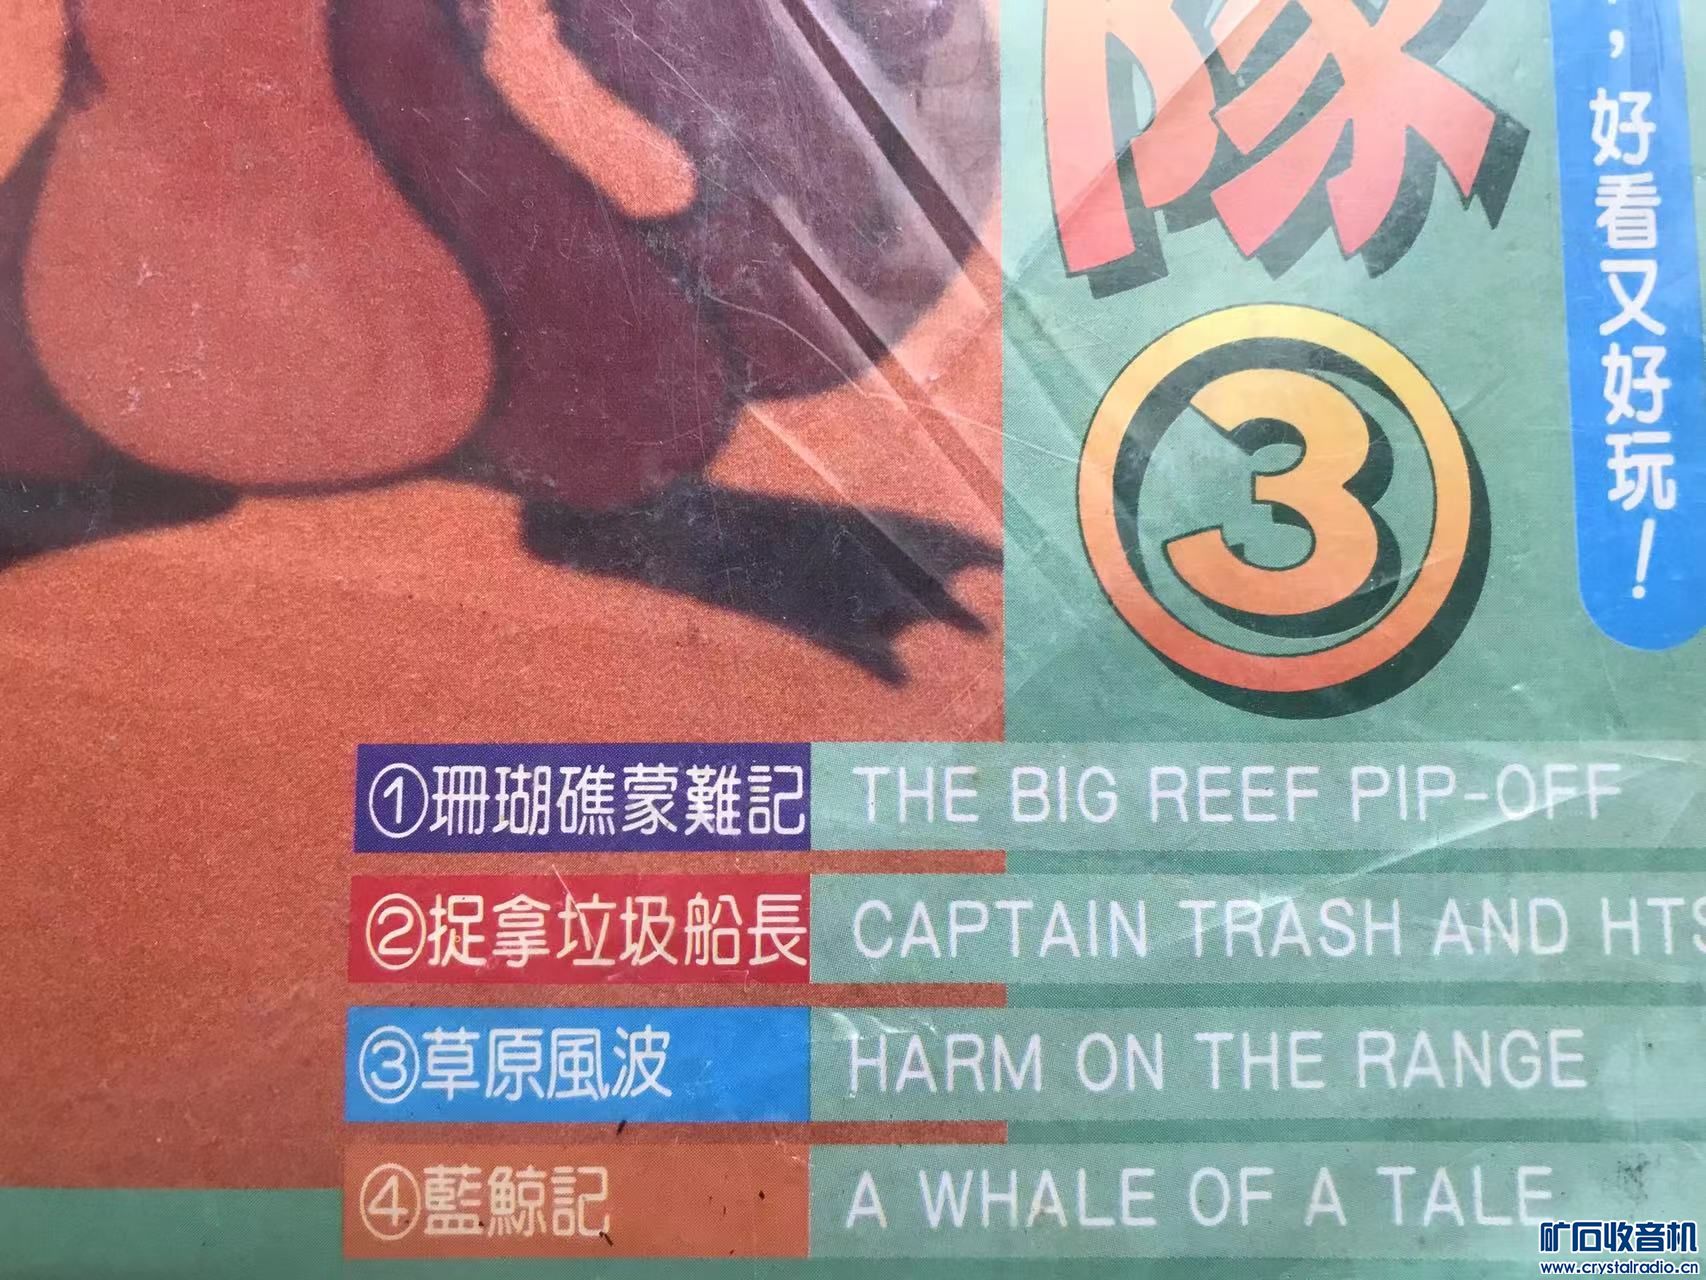 隊
，好看又好玩！
3
①珊瑚礁蒙難記 THE BIG REEF PIP-OFF
②捉拿垃圾船長 CAPTAIN TRASH AND HTS
③草原風波 HARM ON THE RANGE
④藍鯨記 A WHALE OF A TALE
矿石收音机
www.crystalradio.cn